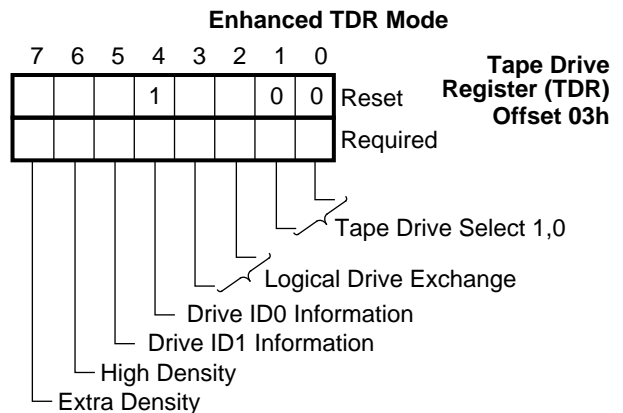 Enhanced TDR Mode
7 6 5 4 3 2 1 0
Tape Drive
Register (TDR)
Offset 03h
1 0 0 Reset
Required
Tape Drive Select 1,0
Logical Drive Exchange
Drive ID0 Information
Drive ID1 Information
High Density
Extra Density